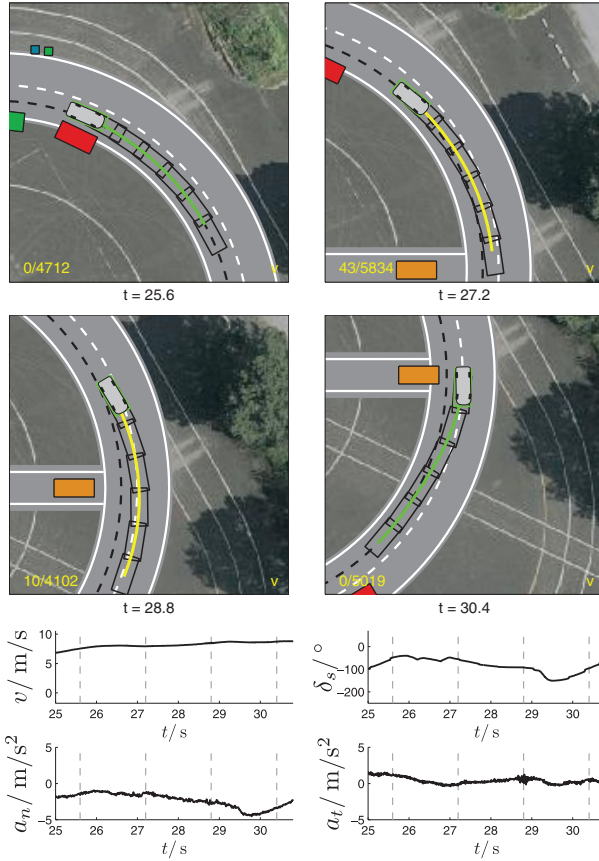 0/4712 v
t = 25.6
43/5834 v
t = 27.2
10/4102 v
t = 28.8
0/5019 v
t = 30.4
v/ m/s
10
5
0
25 26 27 28 29 30
t/ s
δs/ °
0
−100
−200
25 26 27 28 29 30
t/ s
an/ m/s²
5
0
−5
25 26 27 28 29 30
t/ s
at/ m/s²
5
0
−5
25 26 27 28 29 30
t/ s